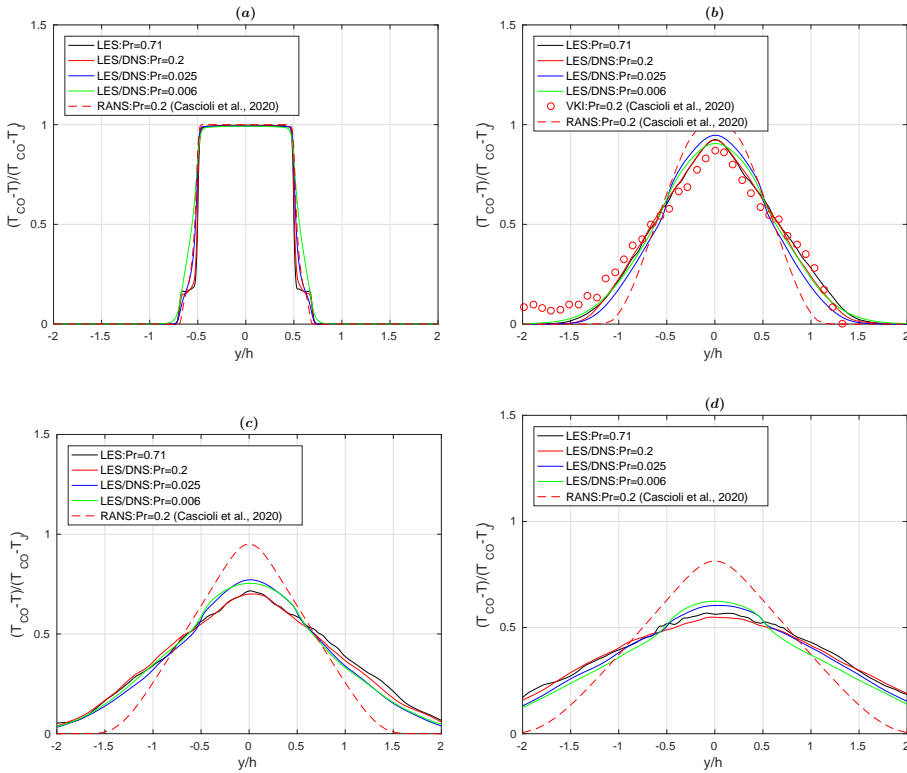 (a)
1.5
1
0.5
0
(T_CO-T)/(T_CO-T_J)
LES:Pr=0.71
LES/DNS:Pr=0.2
LES/DNS:Pr=0.025
LES/DNS:Pr=0.006
RANS:Pr=0.2 (Cascioli et al., 2020)
-2 -1.5 -1 -0.5 0 0.5 1 1.5 2
y/h
(b)
1.5
1
0.5
0
(T_CO-T)/(T_CO-T_J)
LES:Pr=0.71
LES/DNS:Pr=0.2
LES/DNS:Pr=0.025
LES/DNS:Pr=0.006
VKI:Pr=0.2 (Cascioli et al., 2020)
RANS:Pr=0.2 (Cascioli et al., 2020)
-2 -1.5 -1 -0.5 0 0.5 1 1.5 2
y/h
(c)
1.5
1
0.5
0
(T_CO-T)/(T_CO-T_J)
LES:Pr=0.71
LES/DNS:Pr=0.2
LES/DNS:Pr=0.025
LES/DNS:Pr=0.006
RANS:Pr=0.2 (Cascioli et al., 2020)
-2 -1.5 -1 -0.5 0 0.5 1 1.5 2
y/h
(d)
1.5
1
0.5
0
(T_CO-T)/(T_CO-T_J)
LES:Pr=0.71
LES/DNS:Pr=0.2
LES/DNS:Pr=0.025
LES/DNS:Pr=0.006
RANS:Pr=0.2 (Cascioli et al., 2020)
-2 -1.5 -1 -0.5 0 0.5 1 1.5 2
y/h